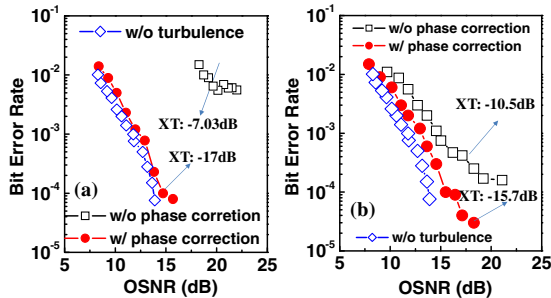 10⁻¹
10⁻²
10⁻³
10⁻⁴
10⁻⁵
Bit Error Rate
w/o turbulence
XT: -7.03dB
XT: -17dB
(a)
w/o phase corretion
w/ phase correction
5
10
15
20
25
OSNR (dB)
10⁻¹
10⁻²
10⁻³
10⁻⁴
10⁻⁵
Bit Error Rate
w/o phase correction
w/ phase correction
XT: -10.5dB
XT: -15.7dB
(b)
w/o turbulence
5
10
15
20
25
OSNR (dB)